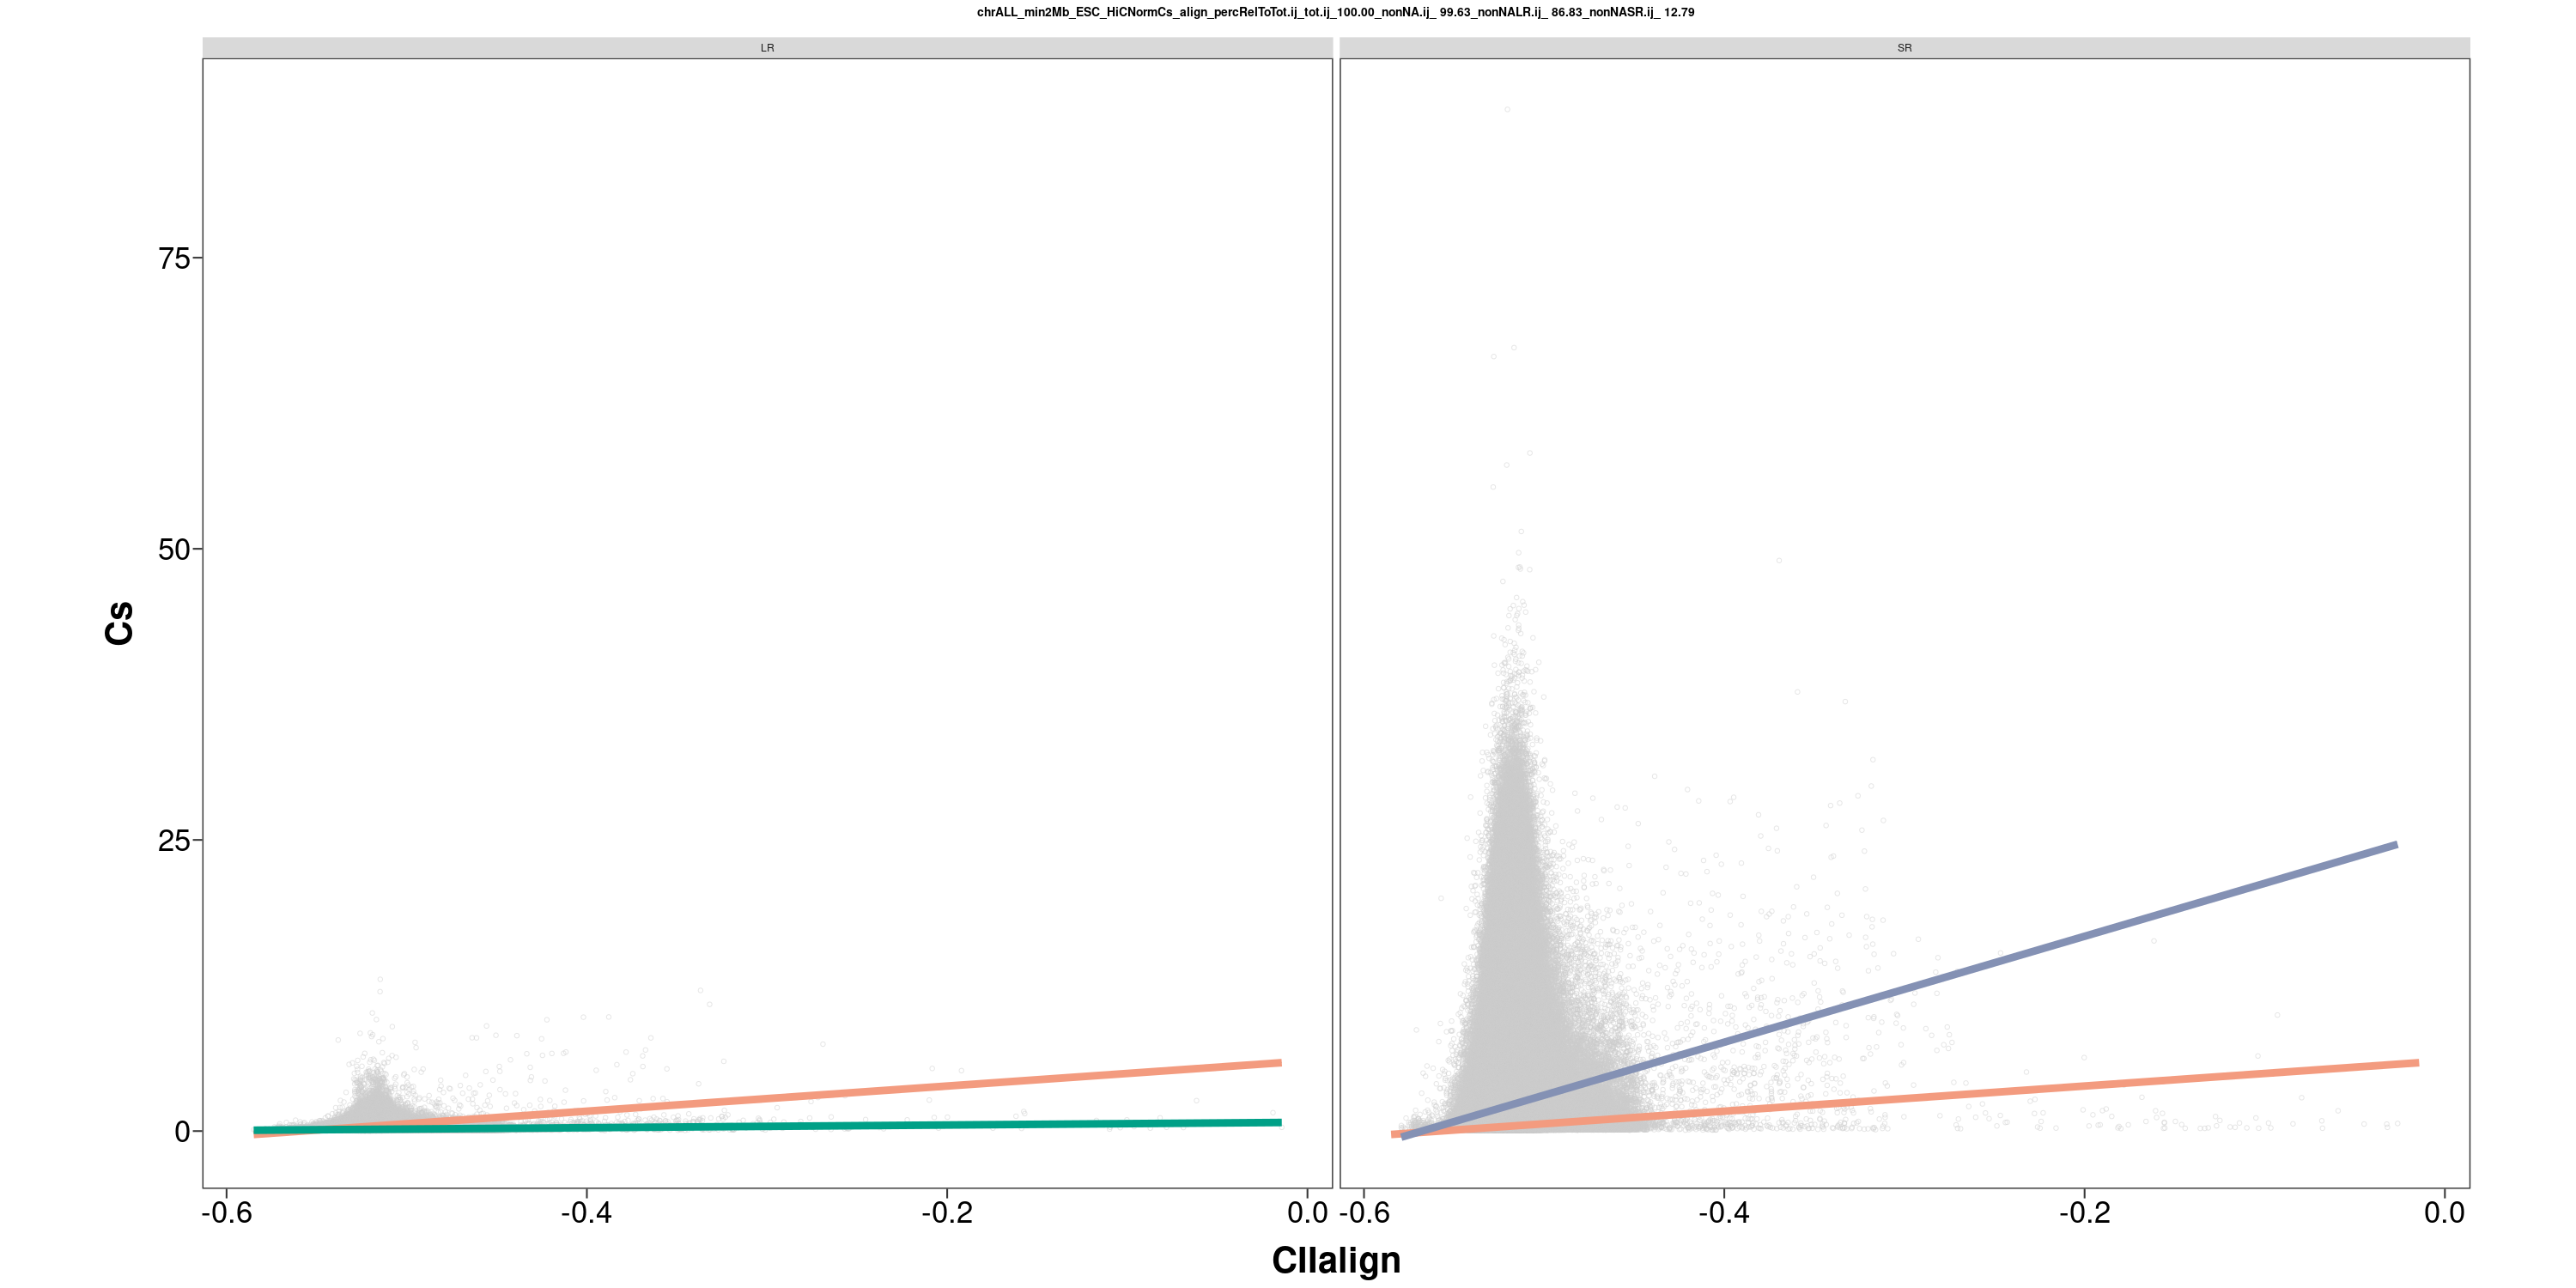 chrALL_min2Mb_ESC_HiCNormCs_align_percRelToTot.ij_tot.ij_100.00_nonNA.ij_ 99.63_nonNALR.ij_ 86.83_nonNASR.ij_ 12.79
LR SR
75
50
25
0
Cs
-0.6 -0.4 -0.2 0.0 -0.6 -0.4 -0.2 0.0
CIIalign